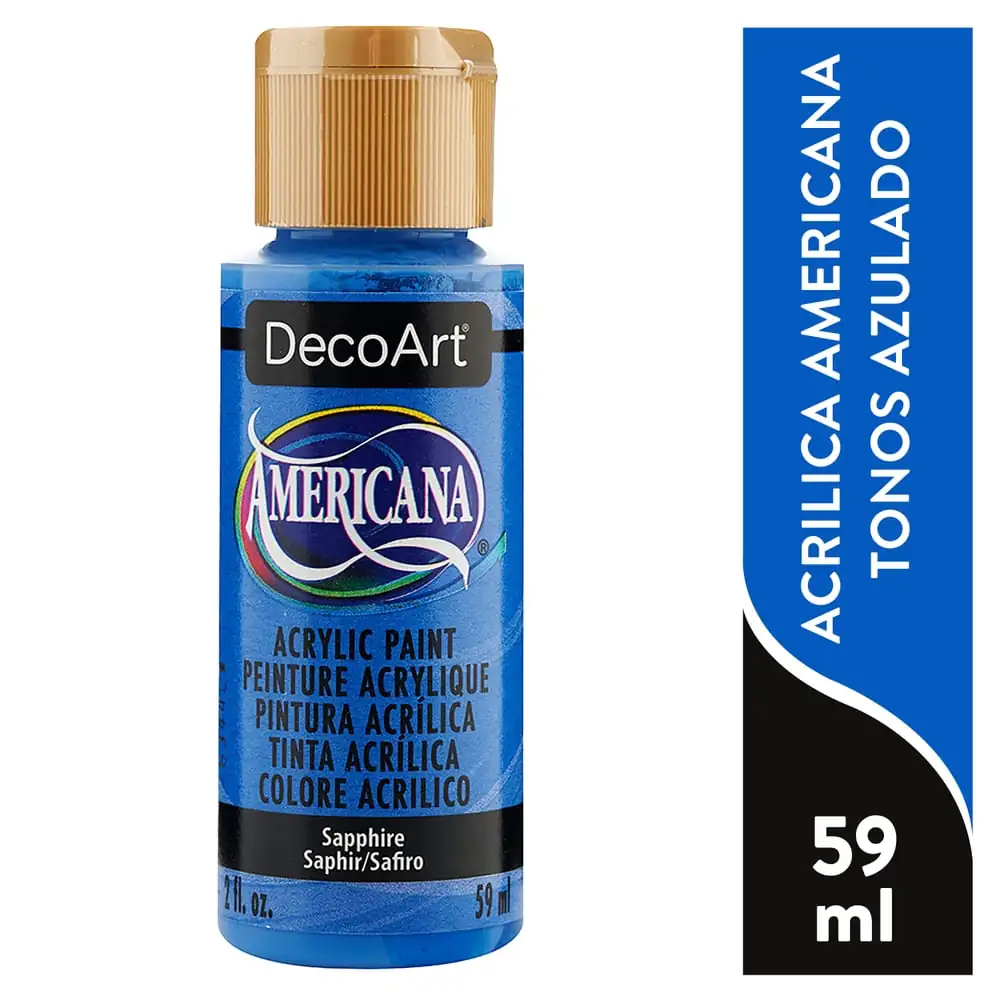 DecoArt®
AMERICANA®
ACRYLIC PAINT
PEINTURE ACRYLIQUE
PINTURA ACRÍLICA
TINTA ACRÍLICA
COLORE ACRILICO
Sapphire
Saphir/Safiro
2 fl. oz. 59 ml
ACRILICA AMERICANA
TONOS AZULADO
59
ml